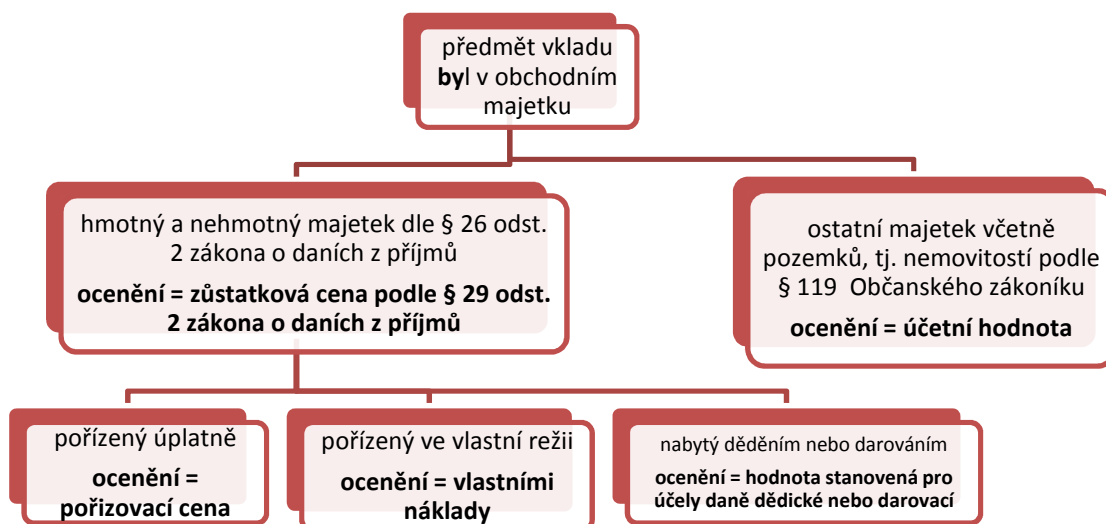 předmět vkladu
byl v obchodním
majetku
hmotný a nehmotný majetek dle § 26 odst.
2 zákona o daních z příjmů
ocenění = zůstatková cena podle § 29 odst.
2 zákona o daních z příjmů
ostatní majetek včetně
pozemků, tj. nemovitostí podle
§ 119 Občanského zákoníku
ocenění = účetní hodnota
pořízený úplatně
ocenění =
pořizovací cena
pořízený ve vlastní režii
ocenění = vlastními
náklady
nabytý děděním nebo darováním
ocenění = hodnota stanovená pro
účely daně dědické nebo darovací